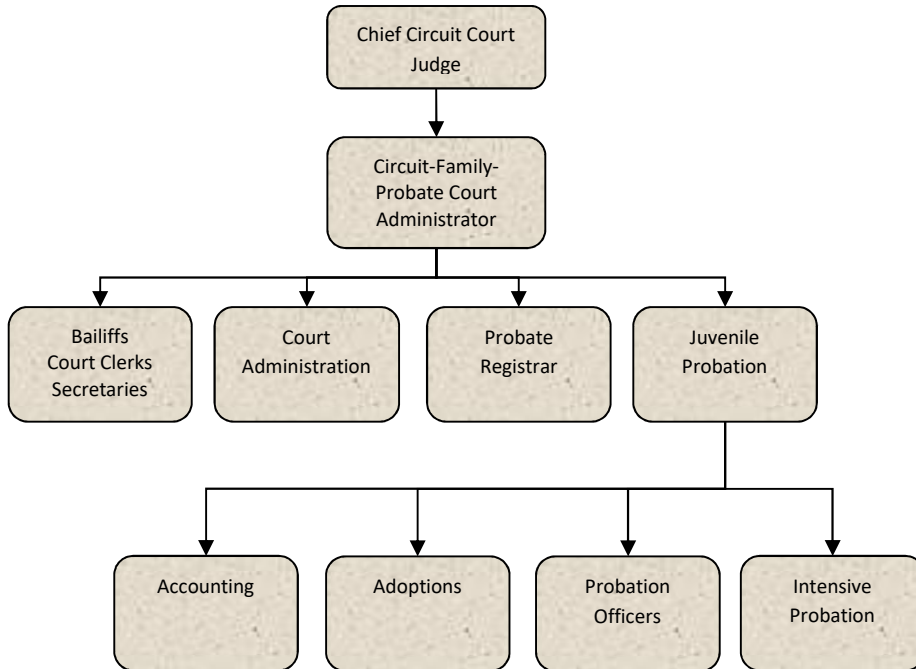 Chief Circuit Court
Judge
Circuit-Family-
Probate Court
Administrator
Bailiffs
Court Clerks
Secretaries
Court
Administration
Probate
Registrar
Juvenile
Probation
Accounting
Adoptions
Probation
Officers
Intensive
Probation